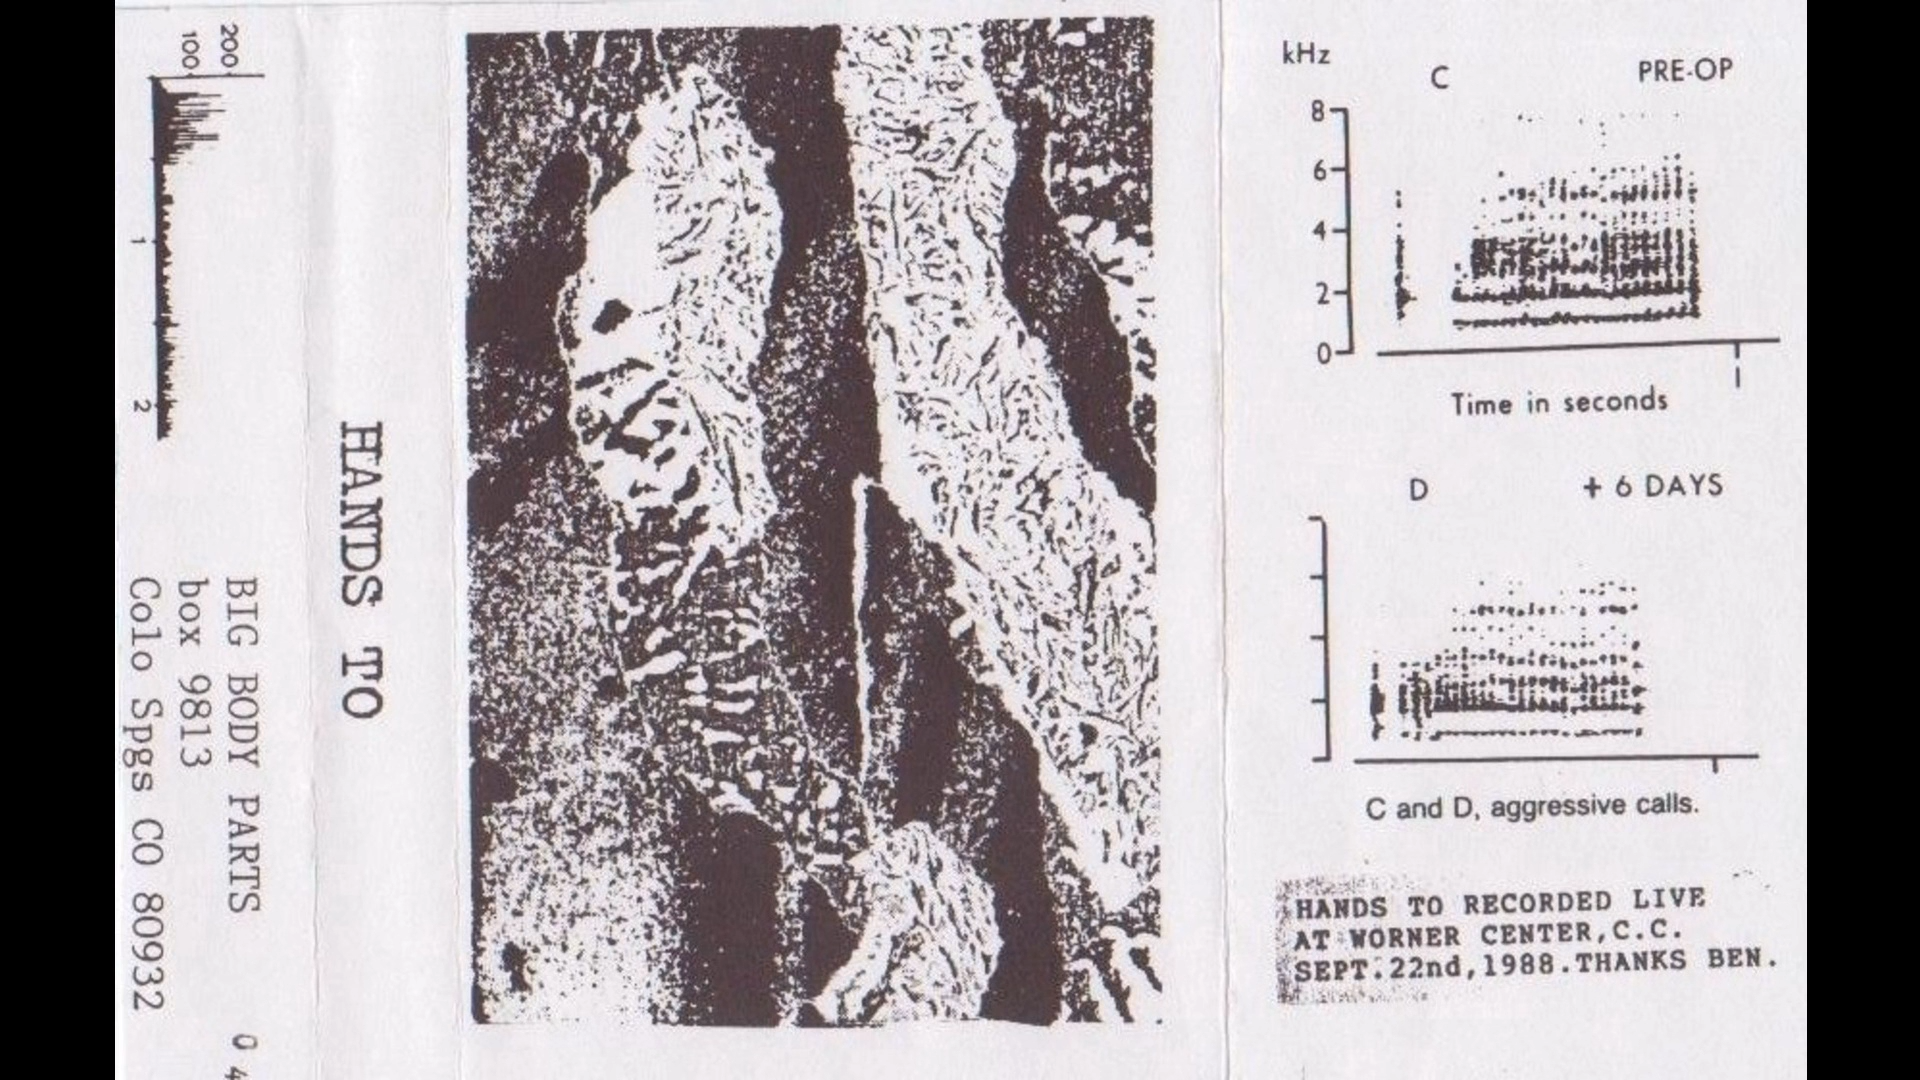 200
100
1
2
BIG BODY PARTS 04
box 9813
Colo Spgs CO 80932
HANDS TO
kHz
C
PRE-OP
8
6
4
2
0
Time in seconds
D
+ 6 DAYS
C and D, aggressive calls.
HANDS TO RECORDED LIVE
AT WORNER CENTER,C.C.
SEPT.22nd,1988.THANKS BEN.